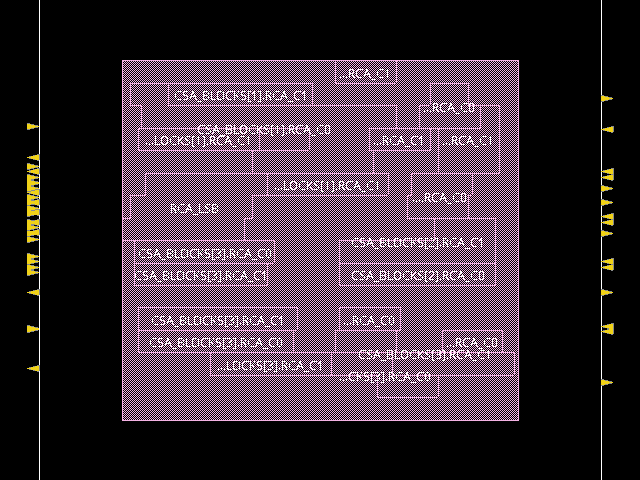 ...RCA_C1
CSA_BLOCKS[1].RCA_C1
...RCA_C0
CSA_BLOCKS[1].RCA_C0
...LOCKS[1].RCA_C1
...RCA_C1
...RCA_C1
...LOCKS[1].RCA_C1
...RCA_C0
RCA_LSB
CSA_BLOCKS[2].RCA_C1
CSA_BLOCKS[3].RCA_C0
CSA_BLOCKS[3].RCA_C1
CSA_BLOCKS[2].RCA_C0
CSA_BLOCKS[3].RCA_C1
...RCA_C0
CSA_BLOCKS[3].RCA_C0
...RCA_C0
CSA_BLOCKS[3].RCA_C1
...LOCKS[3].RCA_C1